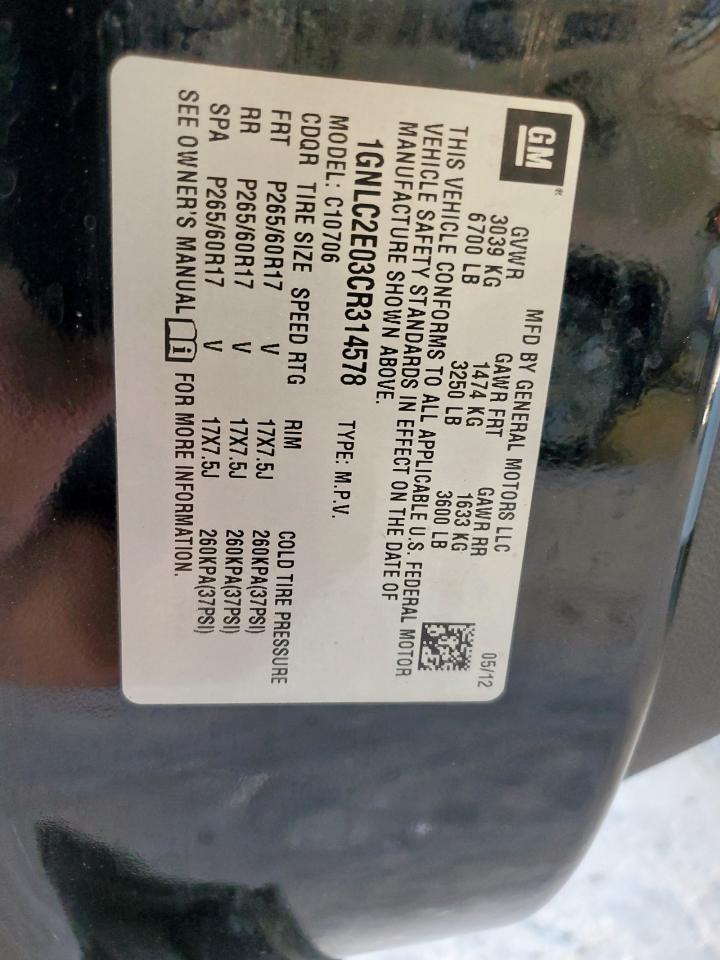 GM
MFD BY GENERAL MOTORS LLC 05/12
GVWR GAWR FRT GAWR RR
3039 KG 1474 KG 1633 KG
6700 LB 3250 LB 3600 LB
THIS VEHICLE CONFORMS TO ALL APPLICABLE U.S. FEDERAL MOTOR
VEHICLE SAFETY STANDARDS IN EFFECT ON THE DATE OF
MANUFACTURE SHOWN ABOVE.
1GNLC2E03CR314578 TYPE: M.P.V.
MODEL: C10706
CDQR TIRE SIZE SPEED RTG RIM COLD TIRE PRESSURE
FRT P265/60R17 V 17X7.5J 260KPA(37PSI)
RR P265/60R17 V 17X7.5J 260KPA(37PSI)
SPA P265/60R17 V 17X7.5J 260KPA(37PSI)
SEE OWNER'S MANUAL FOR MORE INFORMATION.